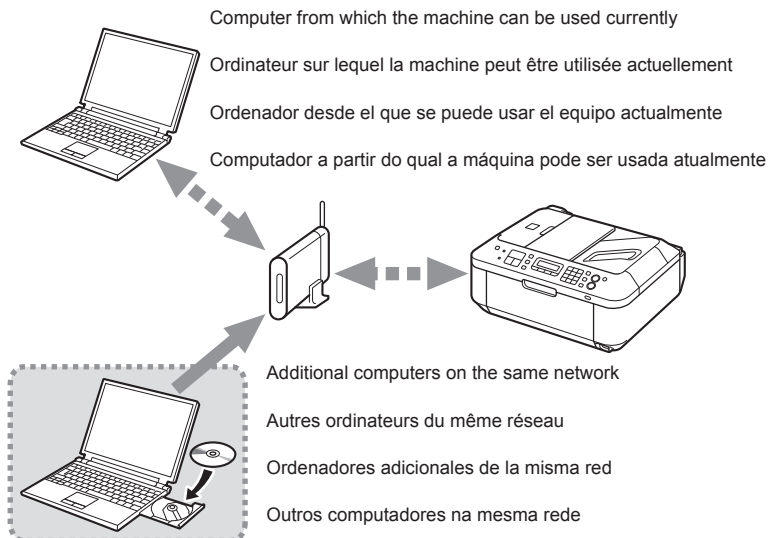 Computer from which the machine can be used currently
Ordinateur sur lequel la machine peut être utilisée actuellement
Ordenador desde el que se puede usar el equipo actualmente
Computador a partir do qual a máquina pode ser usada atualmente
Additional computers on the same network
Autres ordinateurs du même réseau
Ordenadores adicionales de la misma red
Outros computadores na mesma rede